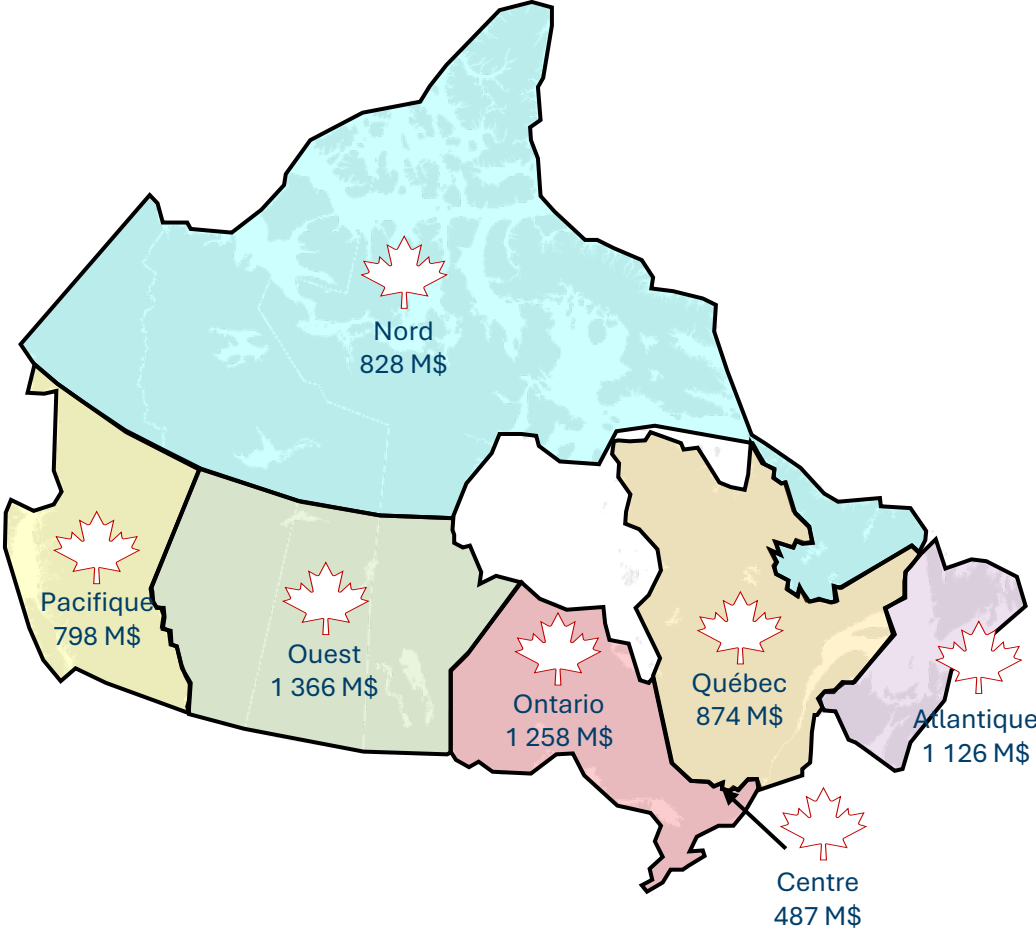 Nord
828 M$
Pacifique
798 M$
Ouest
1 366 M$
Ontario
1 258 M$
Québec
874 M$
Atlantique
1 126 M$
Centre
487 M$